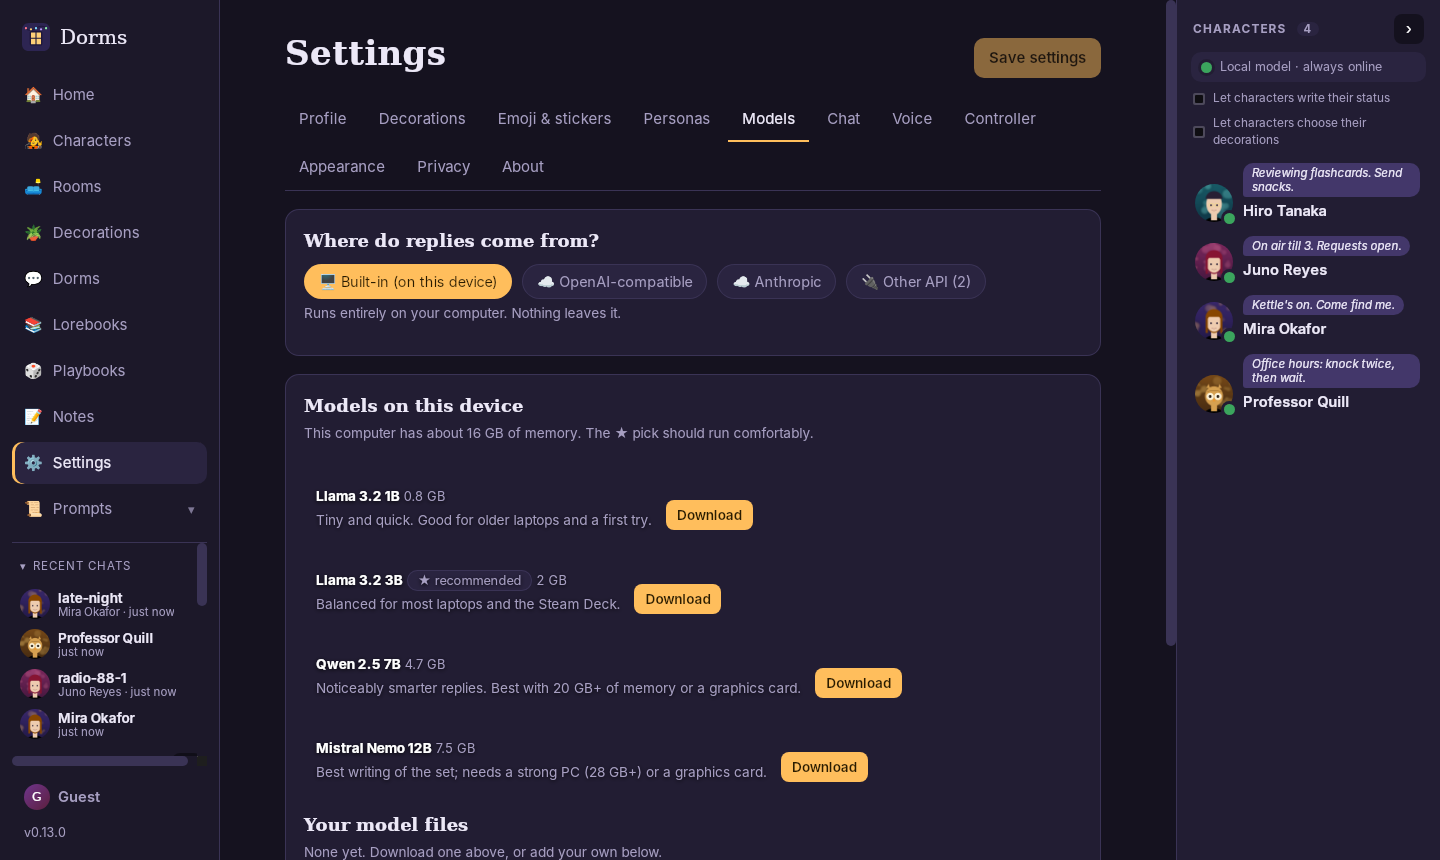 Dorms
Home
Characters
Rooms
Decorations
Dorms
Lorebooks
Playbooks
Notes
Settings
Prompts
RECENT CHATS
late-night
Mira Okafor · just now
Professor Quill
just now
radio-88-1
Juno Reyes · just now
Mira Okafor
just now
G Guest
v0.13.0
Settings
Save settings
Profile Decorations Emoji & stickers Personas Models Chat Voice Controller
Appearance Privacy About
Where do replies come from?
Built-in (on this device) OpenAI-compatible Anthropic Other API (2)
Runs entirely on your computer. Nothing leaves it.
Models on this device
This computer has about 16 GB of memory. The ★ pick should run comfortably.
Llama 3.2 1B 0.8 GB
Tiny and quick. Good for older laptops and a first try.
Download
Llama 3.2 3B ★ recommended 2 GB
Balanced for most laptops and the Steam Deck.
Download
Qwen 2.5 7B 4.7 GB
Noticeably smarter replies. Best with 20 GB+ of memory or a graphics card.
Download
Mistral Nemo 12B 7.5 GB
Best writing of the set; needs a strong PC (28 GB+) or a graphics card.
Download
Your model files
None yet. Download one above, or add your own below.
CHARACTERS 4
Local model · always online
Let characters write their status
Let characters choose their
decorations
Reviewing flashcards. Send
snacks.
Hiro Tanaka
On air till 3. Requests open.
Juno Reyes
Kettle's on. Come find me.
Mira Okafor
Office hours: knock twice,
then wait.
Professor Quill